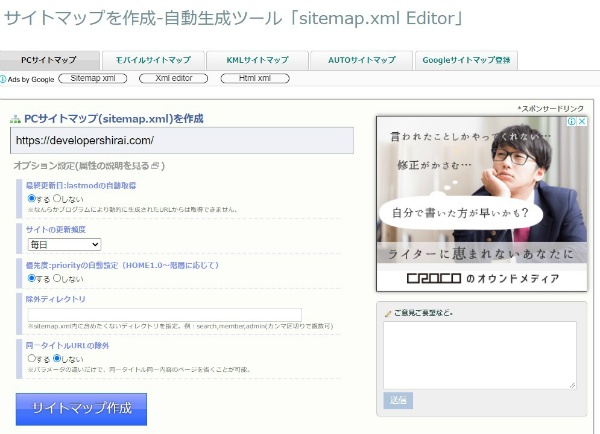 サイトマップを作成-自動生成ツール「sitemap.xml Editor」
PCサイトマップ
モバイルサイトマップ
KMLサイトマップ
AUTOサイトマップ
Googleサイトマップ登録
Ads by Google
Sitemap xml
Xml editor
Html xml
*スポンサードリンク
PCサイトマップ(sitemap.xml)を作成
https://developershirai.com/
オプション設定(属性の説明を見る)
最終更新日:lastmodの自動取得
する しない
※なんらかプログラムにより動的に生成されたURLからは取得できません。
サイトの更新頻度
毎日
優先度:priorityの自動設定（HOME1.0～階層に応じて）
する しない
除外ディレクトリ
※sitemap.xml内に含めたくないディレクトリを指定。例：search,member,admin(カンマ区切りで複数可)
同一タイトルURLの除外
する しない
※パラメータの違いだけで、同一タイトル同一内容のページを省くことが可能。
サイトマップ作成
言われたことしかやってくれない…
修正がかさむ…
自分で書いた方が早いかも?
ライターに恵まれないあなたに
CROCO のオウンドメディア
ご意見ご要望など。
送信